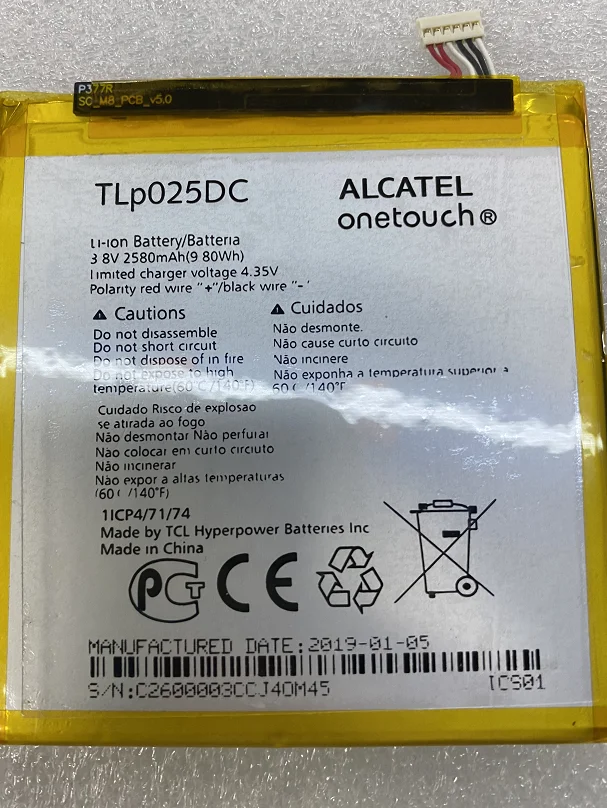 P377R
SC_M8_PCB_v5.0
TLp025DC
ALCATEL
onetouch®
Li-ion Battery/Batteria
3 8V 2580mAh(9 80Wh)
limited charger voltage 4.35V
Polarity red wire "+"/black wire "-'
Cautions
Do not disassemble
Do not short circuit
Do not dispose of in fire
Do not expose to high
temperature(60°C/140°F)
Cuidados
Não desmonte.
Não cause curto circuito
Não incinere
Não exponha a temperatura superior a
60 C/140°F
Cuidado Risco de explosao
se atirada ao fogo
Não desmontar Não perfurar
Não colocar em curto circuito
Não incinerar
Não expor a altas temperaturas
(60 C /140°F)
1ICP4/71/74
Made by TCL Hyperpower Batteries Inc
Made in China
PCT CE
MANUFACTURED DATE:2019-01-05
S/N:C2600003CCJ40M45
ICS01